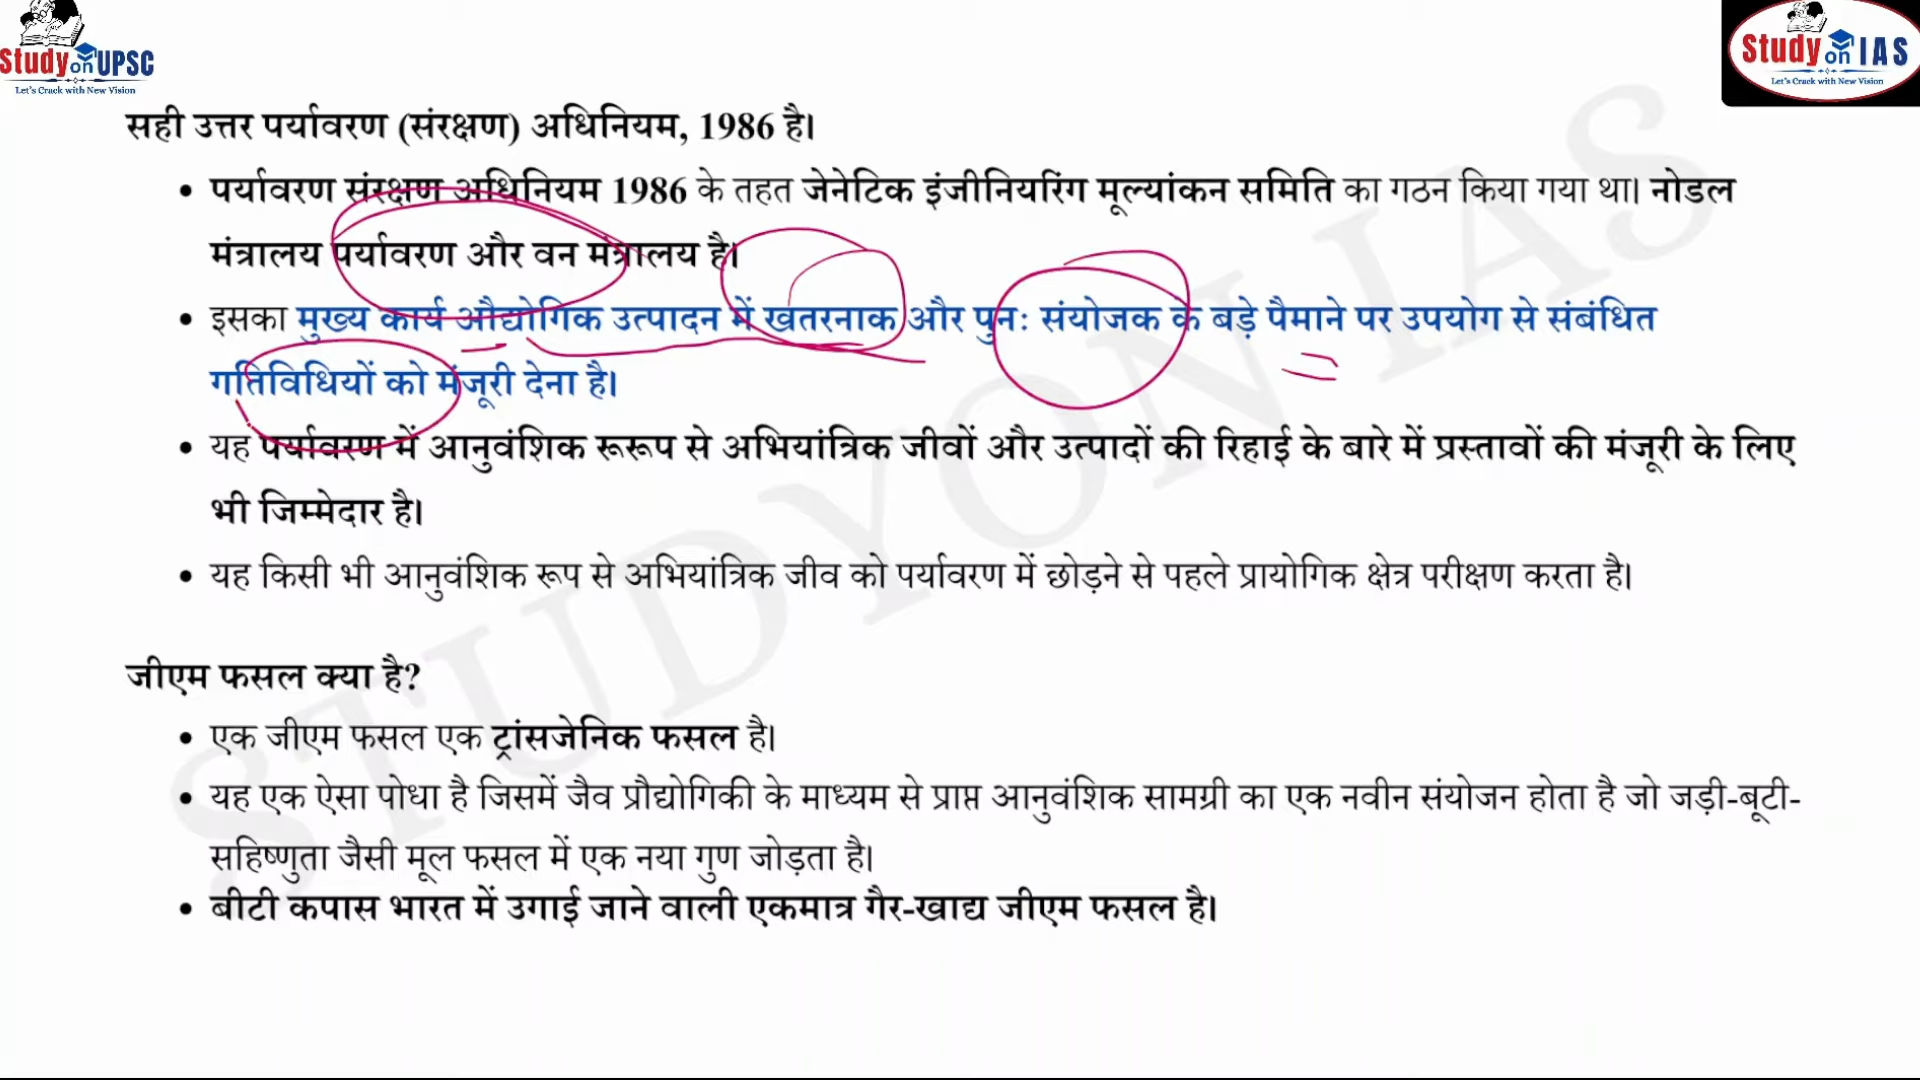 Study on UPSC
Let's Crack with New Vision
Study on IAS
Let's Crack with New Vision
सही उत्तर पर्यावरण (संरक्षण) अधिनियम, 1986 है।
• पर्यावरण संरक्षण अधिनियम 1986 के तहत जेनेटिक इंजीनियरिंग मूल्यांकन समिति का गठन किया गया था। नोडल
मंत्रालय पर्यावरण और वन मंत्रालय है।
• इसका मुख्य कार्य औद्योगिक उत्पादन में खतरनाक और पुनः संयोजक के बड़े पैमाने पर उपयोग से संबंधित
गतिविधियों को मंजूरी देना है।
• यह पर्यावरण में आनुवंशिक रूरूप से अभियांत्रिक जीवों और उत्पादों की रिहाई के बारे में प्रस्तावों की मंजूरी के लिए
भी जिम्मेदार है।
• यह किसी भी आनुवंशिक रूप से अभियांत्रिक जीव को पर्यावरण में छोड़ने से पहले प्रायोगिक क्षेत्र परीक्षण करता है।
जीएम फसल क्या है?
• एक जीएम फसल एक ट्रांसजेनिक फसल है।
• यह एक ऐसा पोधा है जिसमें जैव प्रौद्योगिकी के माध्यम से प्राप्त आनुवंशिक सामग्री का एक नवीन संयोजन होता है जो जड़ी-बूटी-
सहिष्णुता जैसी मूल फसल में एक नया गुण जोड़ता है।
• बीटी कपास भारत में उगाई जाने वाली एकमात्र गैर-खाद्य जीएम फसल है।
STUDYON IAS